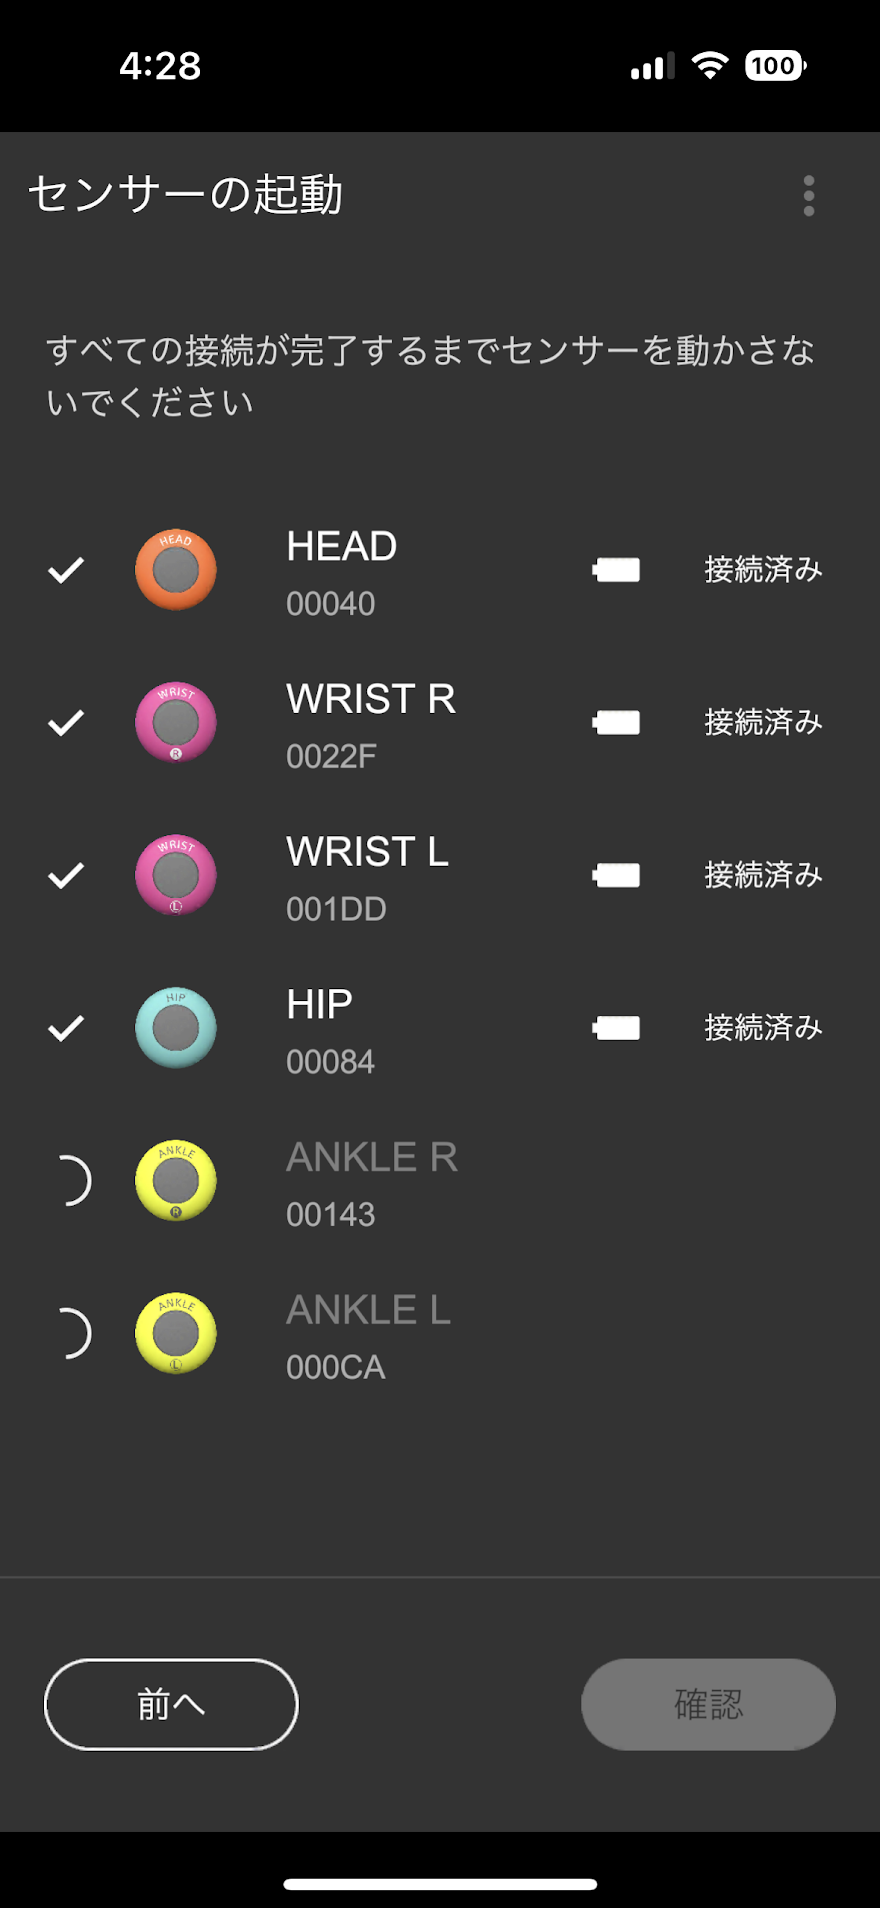 4:28
100
センサーの起動
すべての接続が完了するまでセンサーを動かさな
いでください
HEAD
HEAD
00040
接続済み
WRIST
R
WRIST R
0022F
接続済み
WRIST
L
WRIST L
001DD
接続済み
HIP
HIP
00084
接続済み
ANKLE
R
ANKLE R
00143
ANKLE
L
ANKLE L
000CA
前へ
確認